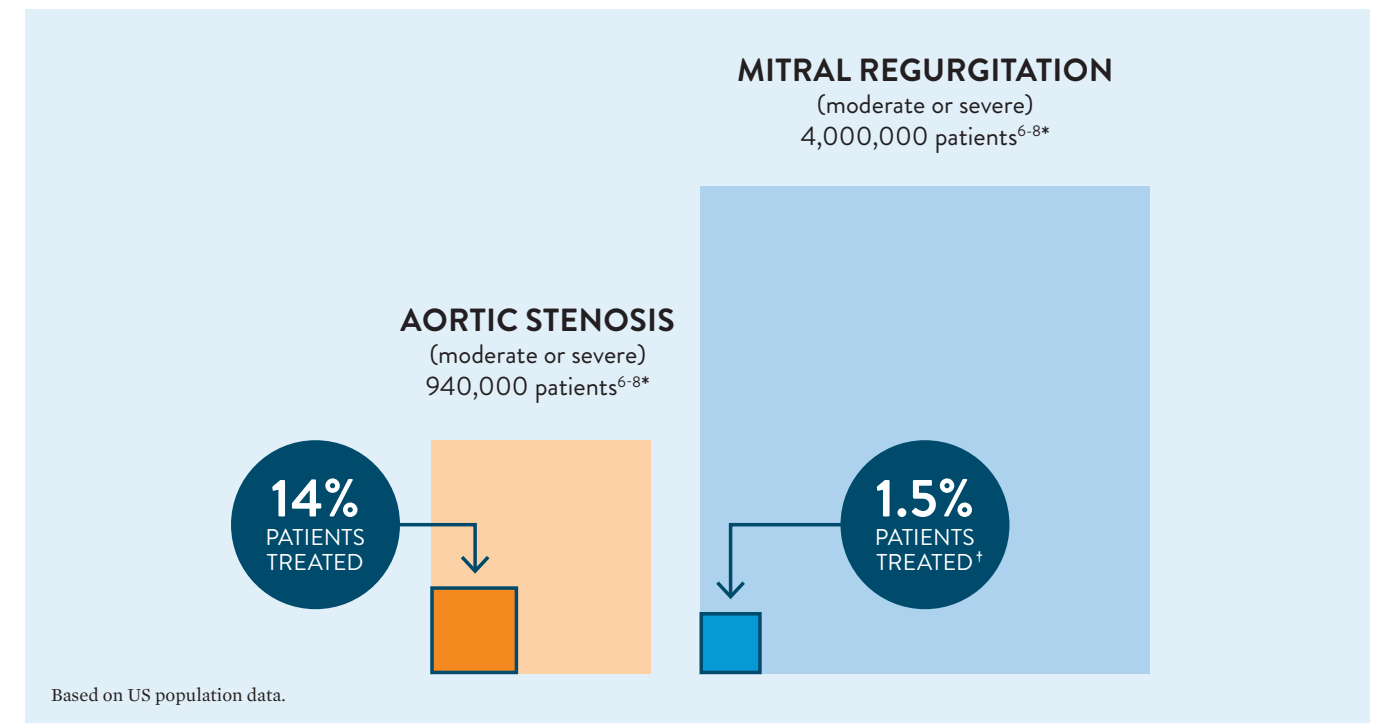 MITRAL REGURGITATION
(moderate or severe)
4,000,000 patients6-8*
AORTIC STENOSIS
(moderate or severe)
940,000 patients6-8*
14%
PATIENTS
TREATED
1.5%
PATIENTS
TREATED†
Based on US population data.